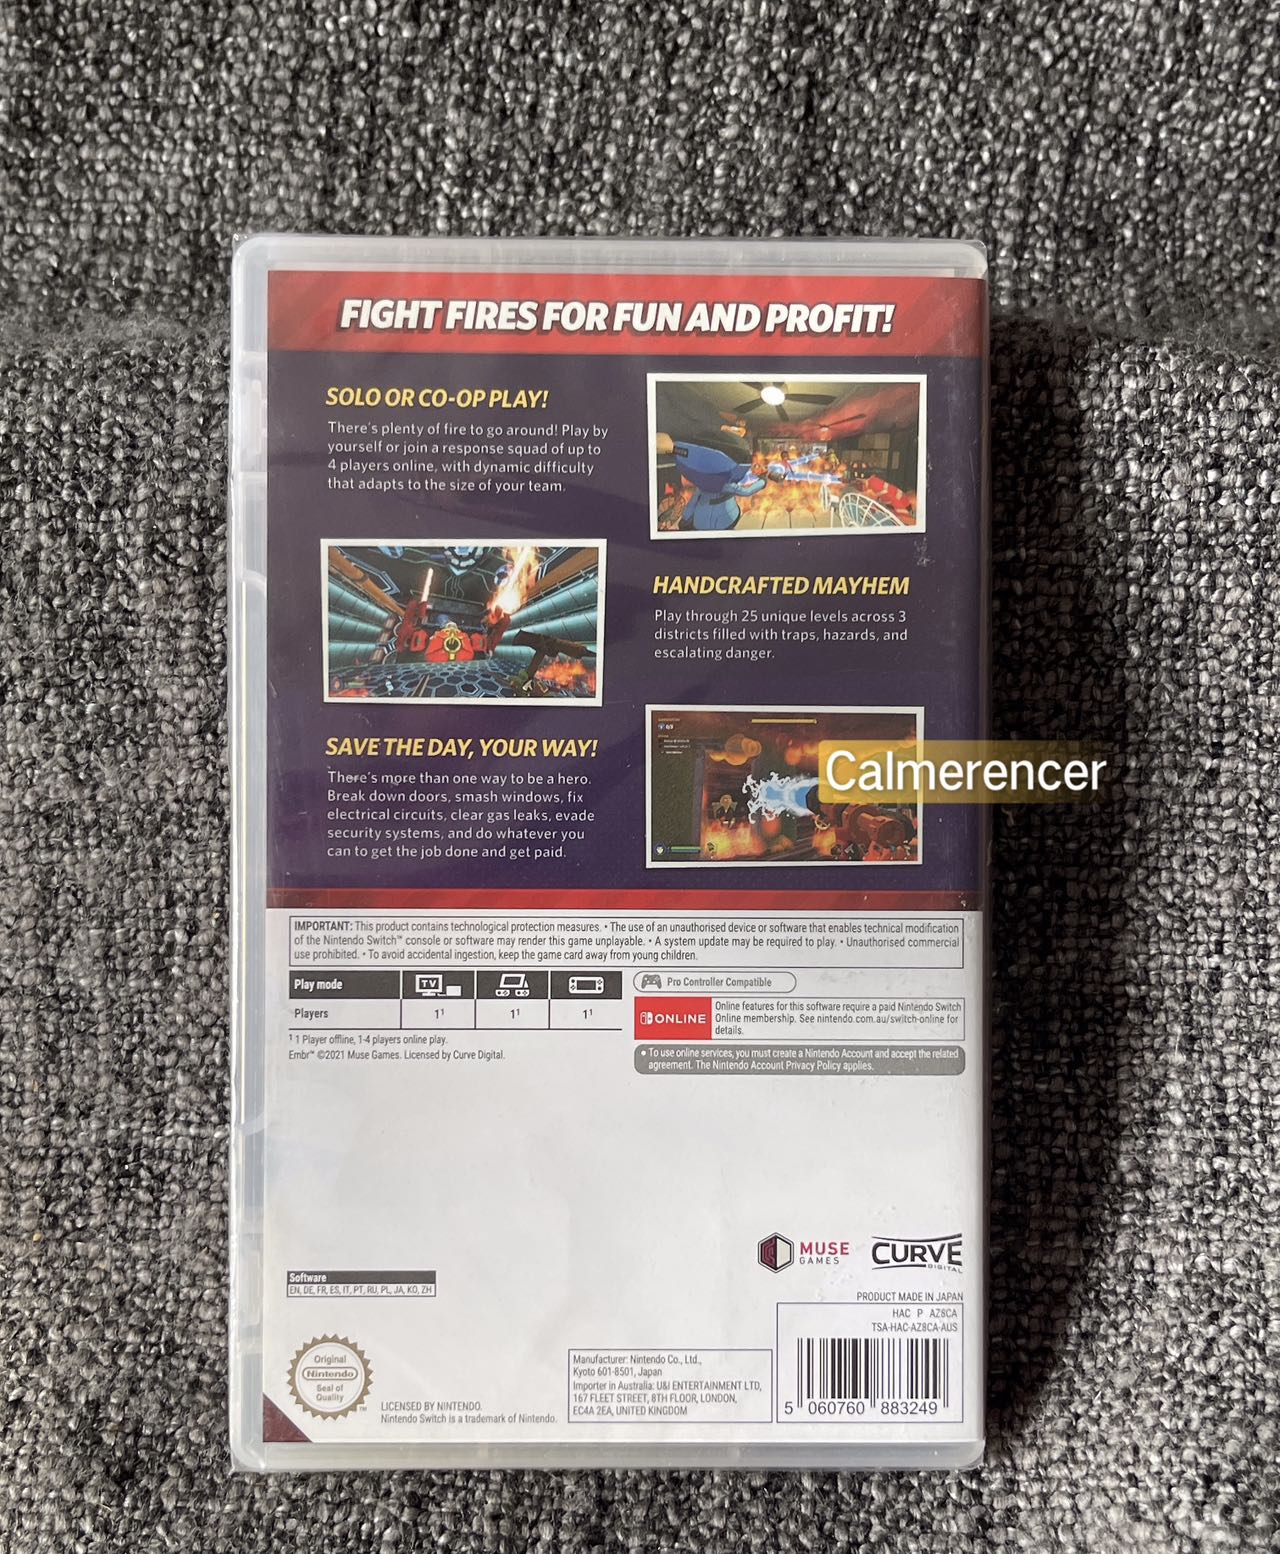 FIGHT FIRES FOR FUN AND PROFIT!
SOLO OR CO-OP PLAY!
There's plenty of fire to go around! Play by
yourself or join a response squad of up to
4 players online, with dynamic difficulty
that adapts to the size of your team.
HANDCRAFTED MAYHEM
Play through 25 unique levels across 3
districts filled with traps, hazards, and
escalating danger.
SAVE THE DAY, YOUR WAY!
There's more than one way to be a hero.
Break down doors, smash windows, fix
electrical circuits, clear gas leaks, evade
security systems, and do whatever you
can to get the job done and get paid.
Calmerencer
IMPORTANT: This product contains technological protection measures. • The use of an unauthorised device or software that enables technical modification
of the Nintendo Switch™ console or software may render this game unplayable. • A system update may be required to play. • Unauthorised commercial
use prohibited. • To avoid accidental ingestion, keep the game card away from young children.
Play mode TV
Players 1¹ 1¹ 1¹
¹ 1 Player offline, 1-4 players online play.
Embr™ ©2021 Muse Games. Licensed by Curve Digital.
Pro Controller Compatible
ONLINE
Online features for this software require a paid Nintendo Switch
Online membership. See nintendo.com.au/switch-online for
details.
• To use online services, you must create a Nintendo Account and accept the related
agreement. The Nintendo Account Privacy Policy applies.
MUSE
GAMES
CURVE
DIGITAL
Software
EN, DE, FR, ES, IT, PT, RU, PL, JA, KO, ZH
PRODUCT MADE IN JAPAN
HAC P AZ8CA
TSA-HAC-AZ8CA-AUS
5 060760 883249
Original
Nintendo
Seal of
Quality
TM
LICENSED BY NINTENDO.
Nintendo Switch is a trademark of Nintendo.
Manufacturer: Nintendo Co., Ltd.,
Kyoto 601-8501, Japan
Importer in Australia: U&I ENTERTAINMENT LTD,
167 FLEET STREET, 8TH FLOOR, LONDON,
EC4A 2EA, UNITED KINGDOM